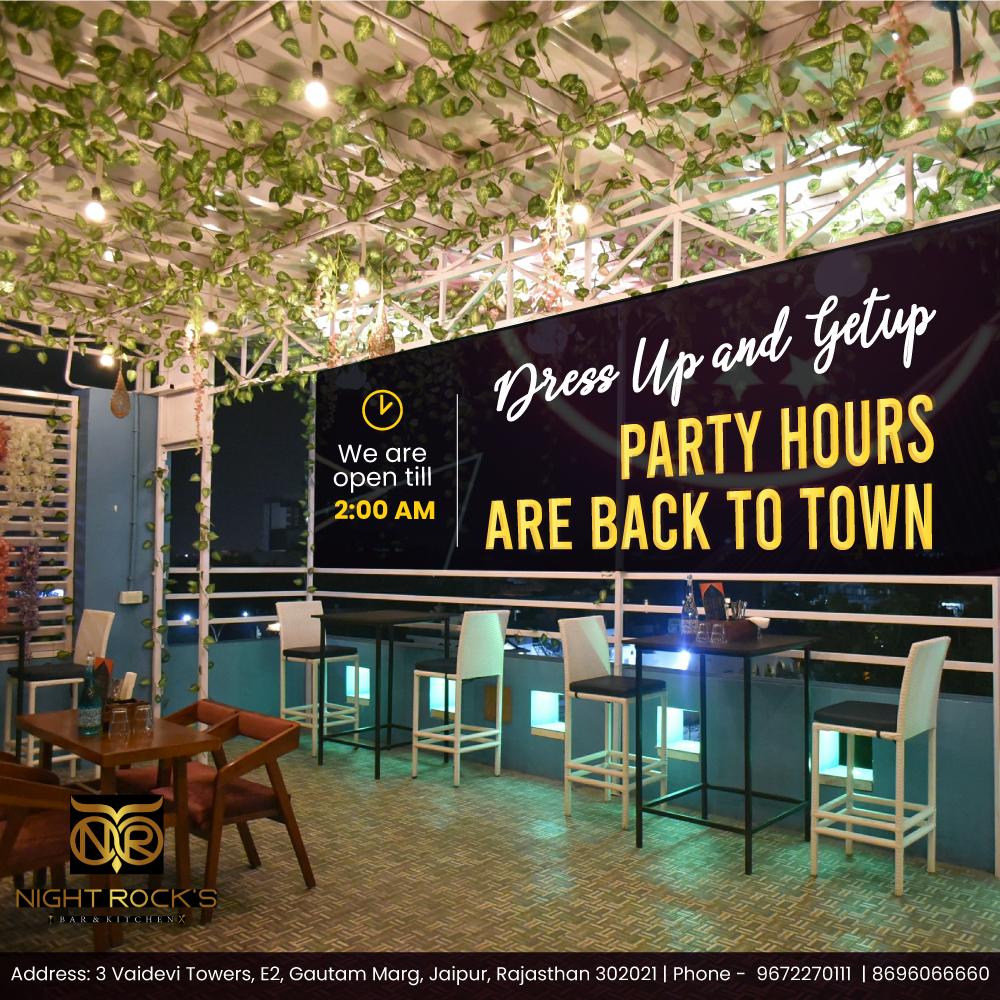 Dress Up and Getup
PARTY HOURS
ARE BACK TO TOWN
We are
open till
2:00 AM
NR
NIGHT ROCK'S
BAR & KITCHEN
Address: 3 Vaidevi Towers, E2, Gautam Marg, Jaipur, Rajasthan 302021 | Phone - 9672270111 | 8696066660